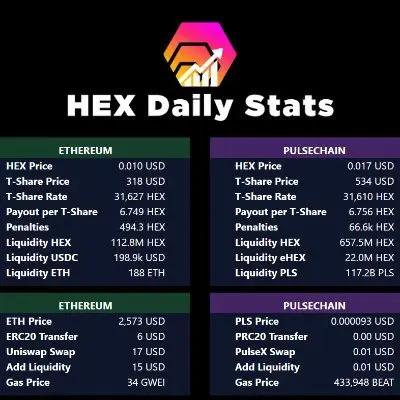 HEX Daily Stats
ETHEREUM
HEX Price 0.010 USD
T-Share Price 318 USD
T-Share Rate 31,627 HEX
Payout per T-Share 6.749 HEX
Penalties 494.3 HEX
Liquidity HEX 112.8M HEX
Liquidity USDC 198.9k USD
Liquidity ETH 188 ETH
PULSECHAIN
HEX Price 0.017 USD
T-Share Price 534 USD
T-Share Rate 31,610 HEX
Payout per T-Share 6.756 HEX
Penalties 66.6k HEX
Liquidity HEX 657.5M HEX
Liquidity eHEX 22.0M HEX
Liquidity PLS 117.2B PLS
ETHEREUM
ETH Price 2,573 USD
ERC20 Transfer 6 USD
Uniswap Swap 17 USD
Add Liquidity 15 USD
Gas Price 34 GWEI
PULSECHAIN
PLS Price 0.000093 USD
PRC20 Transfer 0.00 USD
PulseX Swap 0.01 USD
Add Liquidity 0.01 USD
Gas Price 433,948 BEAT